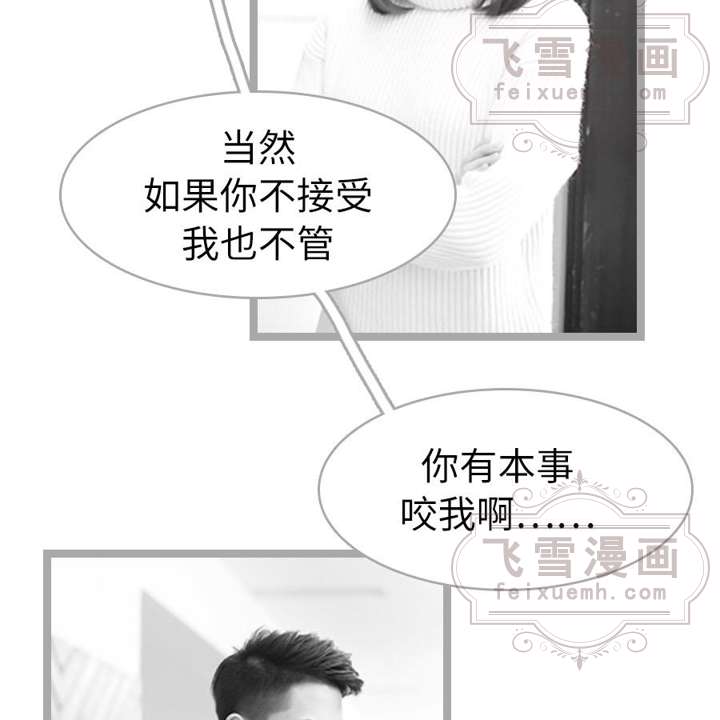 飞雪漫画
feixuemh.com
当然
如果你不接受
我也不管
你有本事
咬我啊……
飞雪漫画
feixuemh.com